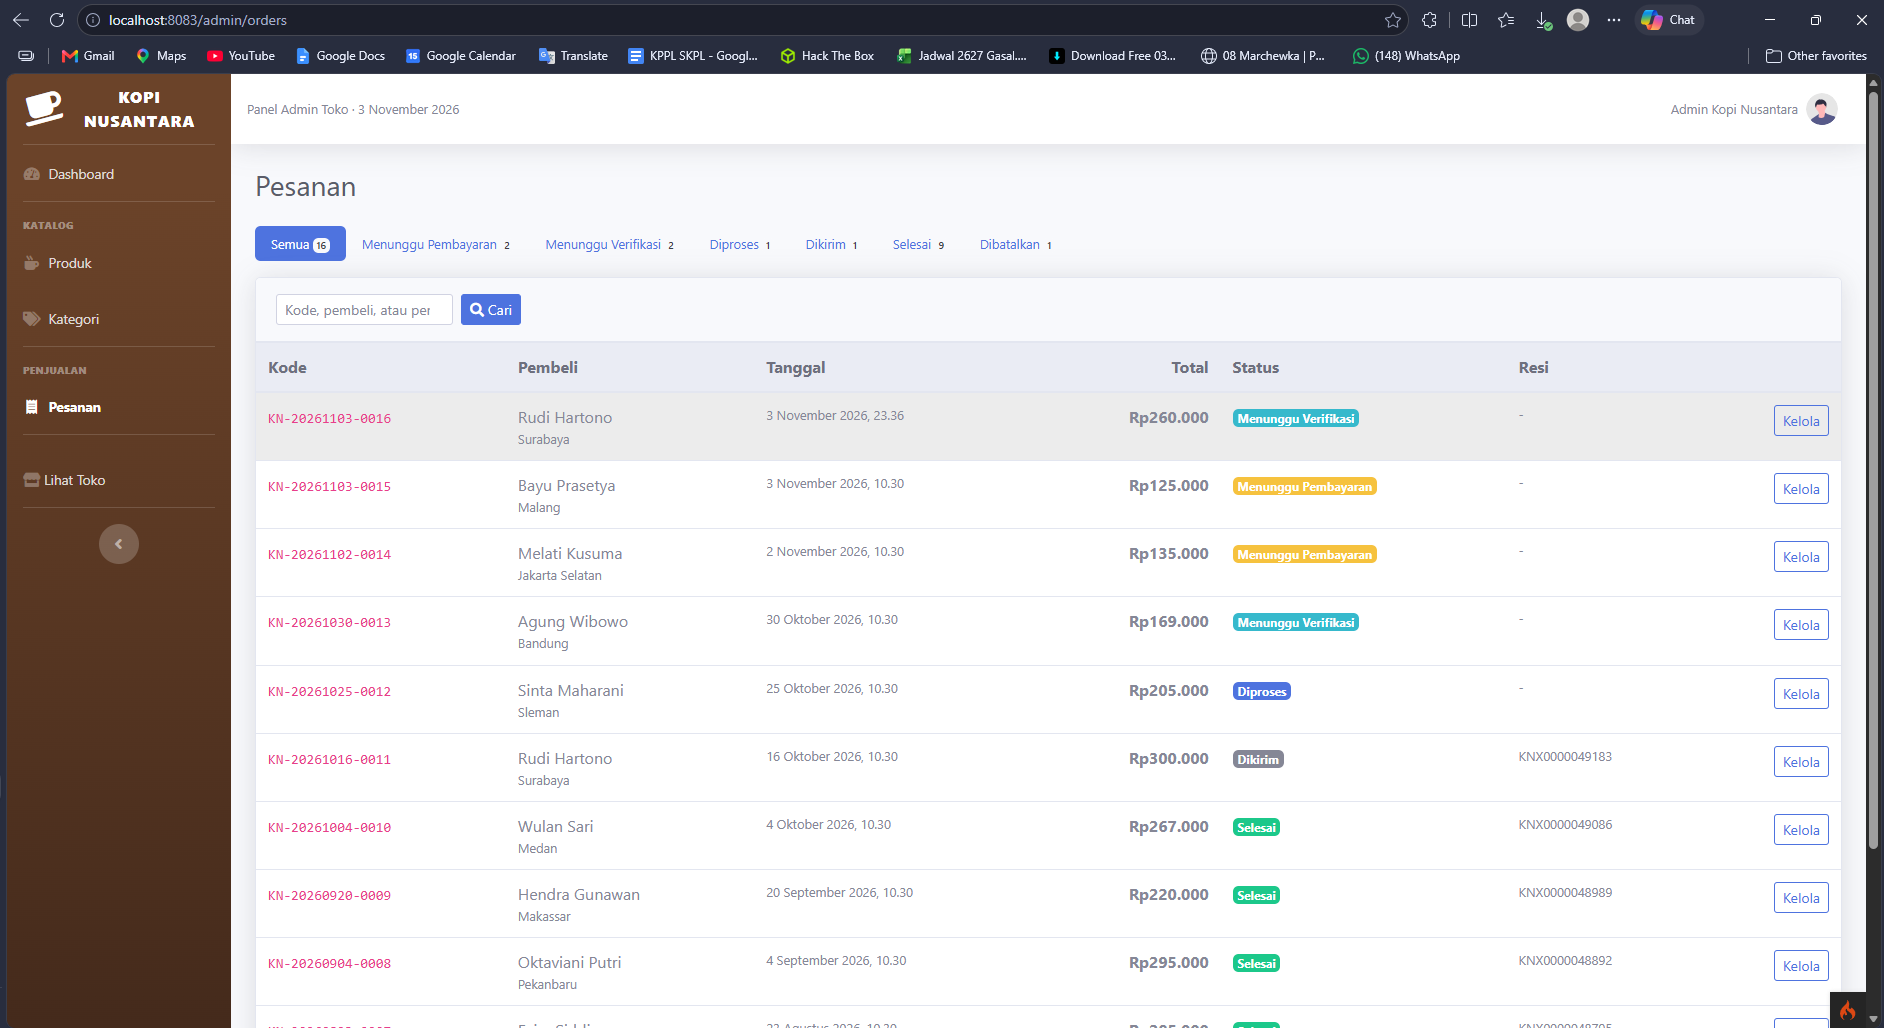 localhost:8083/admin/orders
Chat
Gmail
Maps
YouTube
Google Docs
15
Google Calendar
Translate
KPPL SKPL - Googl...
Hack The Box
Jadwal 2627 Gasal....
Download Free 03...
08 Marchewka | P...
(148) WhatsApp
Other favorites
KOPI
NUSANTARA
Dashboard
KATALOG
Produk
Kategori
PENJUALAN
Pesanan
Lihat Toko
Panel Admin Toko · 3 November 2026
Admin Kopi Nusantara
Pesanan
Semua 16
Menunggu Pembayaran 2
Menunggu Verifikasi 2
Diproses 1
Dikirim 1
Selesai 9
Dibatalkan 1
Kode, pembeli, atau per
Cari
Kode Pembeli Tanggal Total Status Resi
KN-20261103-0016 Rudi Hartono 3 November 2026, 23.36 Rp260.000 Menunggu Verifikasi - Kelola
Surabaya
KN-20261103-0015 Bayu Prasetya 3 November 2026, 10.30 Rp125.000 Menunggu Pembayaran - Kelola
Malang
KN-20261102-0014 Melati Kusuma 2 November 2026, 10.30 Rp135.000 Menunggu Pembayaran - Kelola
Jakarta Selatan
KN-20261030-0013 Agung Wibowo 30 Oktober 2026, 10.30 Rp169.000 Menunggu Verifikasi - Kelola
Bandung
KN-20261025-0012 Sinta Maharani 25 Oktober 2026, 10.30 Rp205.000 Diproses - Kelola
Sleman
KN-20261016-0011 Rudi Hartono 16 Oktober 2026, 10.30 Rp300.000 Dikirim KNX0000049183 Kelola
Surabaya
KN-20261004-0010 Wulan Sari 4 Oktober 2026, 10.30 Rp267.000 Selesai KNX0000049086 Kelola
Medan
KN-20260920-0009 Hendra Gunawan 20 September 2026, 10.30 Rp220.000 Selesai KNX0000048989 Kelola
Makassar
KN-20260904-0008 Oktaviani Putri 4 September 2026, 10.30 Rp295.000 Selesai KNX0000048892 Kelola
Pekanbaru